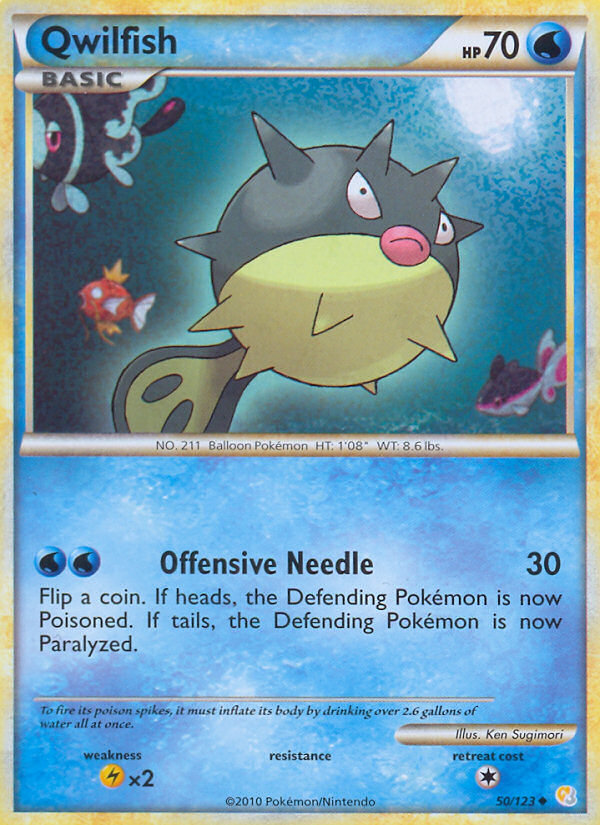 Qwilfish
HP 70
BASIC
NO. 211 Balloon Pokémon HT: 1'08" WT: 8.6 lbs.
Offensive Needle 30
Flip a coin. If heads, the Defending Pokémon is now
Poisoned. If tails, the Defending Pokémon is now
Paralyzed.
To fire its poison spikes, it must inflate its body by drinking over 2.6 gallons of
water all at once.
Illus. Ken Sugimori
weakness resistance retreat cost
×2
©2010 Pokémon/Nintendo 50/123